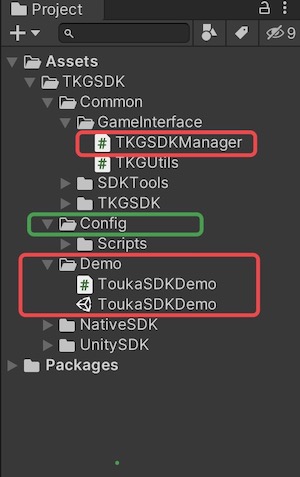 Project
9
Assets
TKGSDK
Common
GameInterface
# TKGSDKManager
# TKGUtils
SDKTools
TKGSDK
Config
Scripts
Demo
# ToukaSDKDemo
ToukaSDKDemo
NativeSDK
UnitySDK
Packages